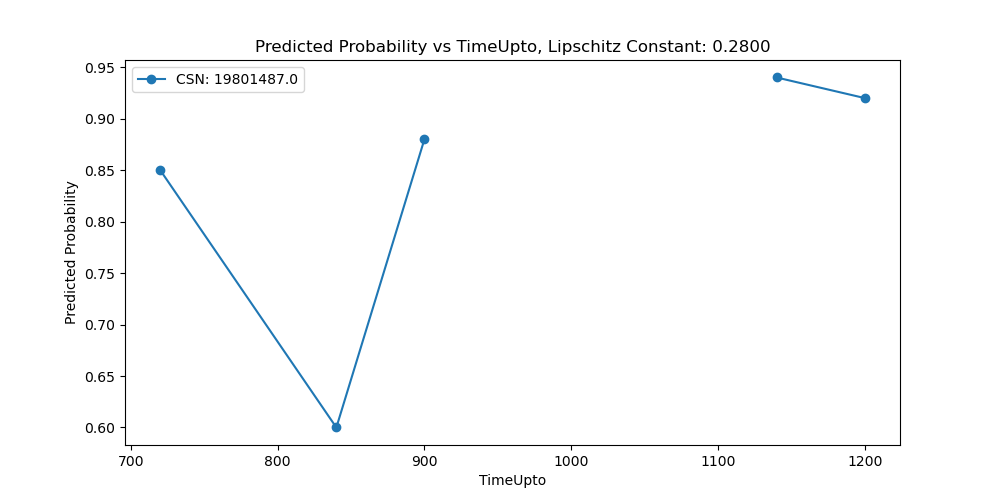 Predicted Probability vs TimeUpto, Lipschitz Constant: 0.2800
CSN: 19801487.0
Predicted Probability
0.95
0.90
0.85
0.80
0.75
0.70
0.65
0.60
700 800 900 1000 1100 1200
TimeUpto